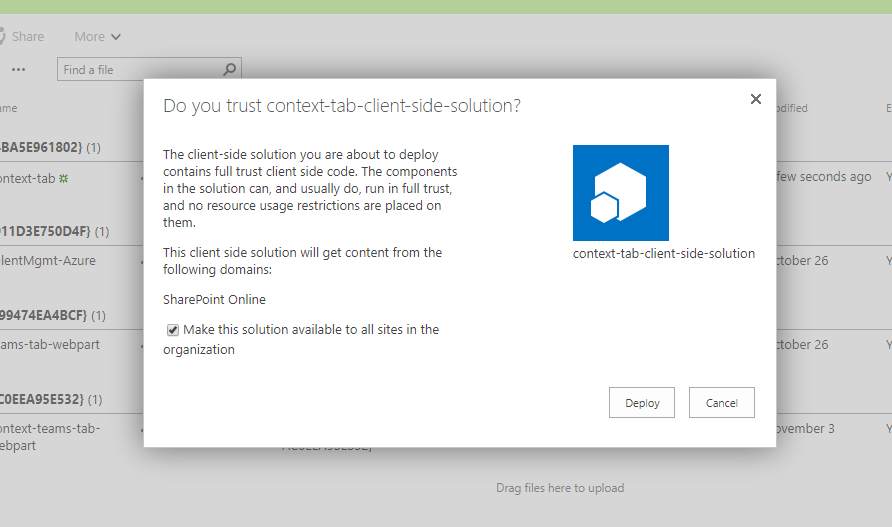 Share
More
Find a file
Do you trust context-tab-client-side-solution?
ame
odified
E
BA5E961802} (1)
The client-side solution you are about to deploy
contains full trust client side code. The components
in the solution can, and usually do, run in full trust,
and no resource usage restrictions are placed on
them.
ontext-tab
few seconds ago
Y
911D3E750D4F} (1)
This client side solution will get content from the
following domains:
context-tab-client-side-solution
ilentMgmt-Azure
ctober 26
Y
SharePoint Online
99474EA4BCF} (1)
Make this solution available to all sites in the
organization
eams-tab-webpart
ctober 26
Y
C0EEA95E532} (1)
Deploy
Cancel
ontext-teams-tab-
ebpart
ovember 3
Y
Drag files here to upload